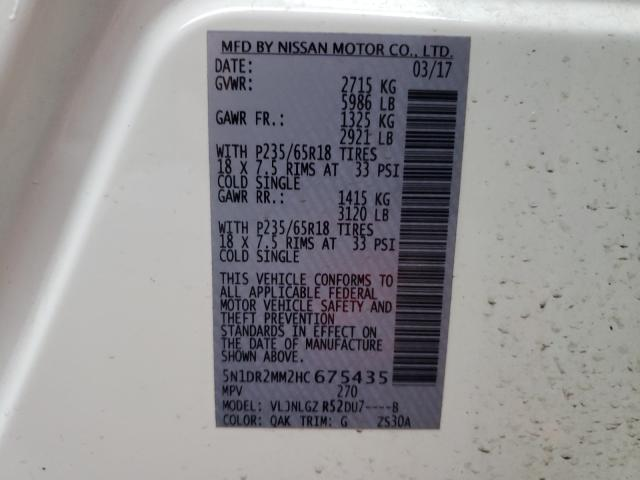 MFD BY NISSAN MOTOR CO., LTD.
DATE: 03/17
GVWR: 2715 KG
5986 LB
GAWR FR.: 1325 KG
2921 LB
WITH P235/65R18 TIRES
18 X 7.5 RIMS AT 33 PSI
COLD SINGLE
GAWR RR.: 1415 KG
3120 LB
WITH P235/65R18 TIRES
18 X 7.5 RIMS AT 33 PSI
COLD SINGLE
THIS VEHICLE CONFORMS TO
ALL APPLICABLE FEDERAL
MOTOR VEHICLE SAFETY AND
THEFT PREVENTION
STANDARDS IN EFFECT ON
THE DATE OF MANUFACTURE
SHOWN ABOVE.
5N1DR2MM2HC675435
MPV 270
MODEL: VLJNLGZ R52DU7----B
COLOR: QAK TRIM: G ZS30A